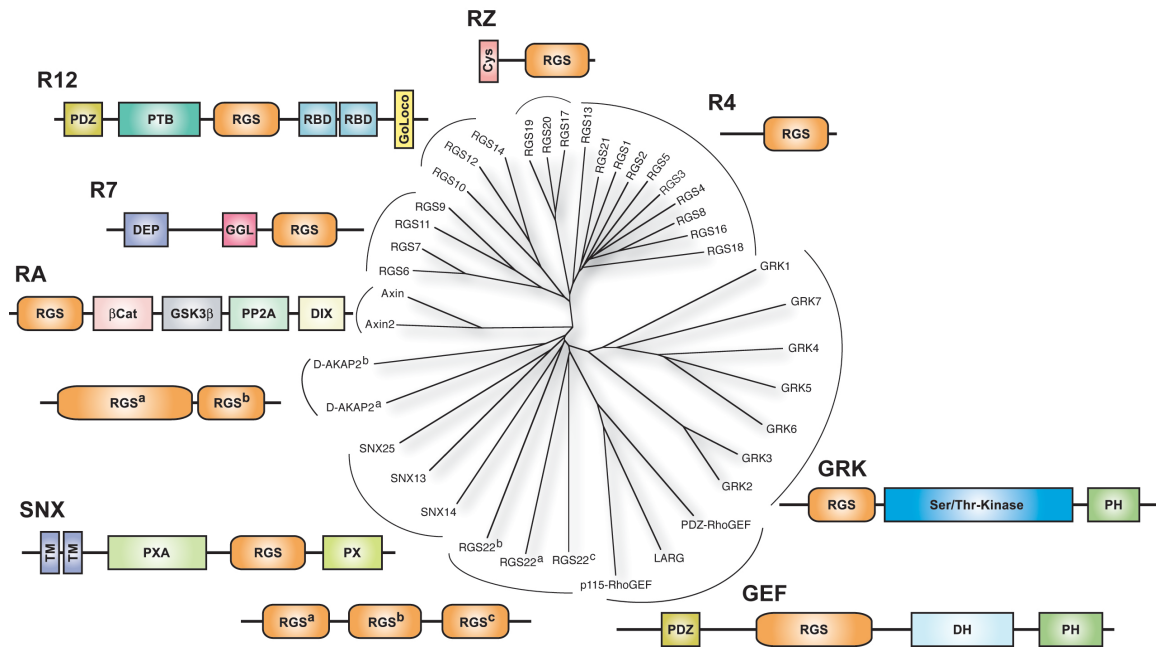 RZ
Cys RGS
R12
PDZ PTB RGS RBD RBD GoLoco
R4
RGS
R7
DEP GGL RGS
RA
RGS βCat GSK3β PP2A DIX
RGSᵃ RGSᵇ
SNX
TM TM PXA RGS PX
RGSᵃ RGSᵇ RGSᶜ
GEF
PDZ RGS DH PH
GRK
RGS Ser/Thr-Kinase PH
RGS14
RGS12
RGS10
RGS9
RGS11
RGS7
RGS6
Axin
Axin2
D-AKAP2ᵇ
D-AKAP2ᵃ
SNX25
SNX13
SNX14
RGS22ᵇ
RGS22ᵃ
RGS22ᶜ
p115-RhoGEF
LARG
PDZ-RhoGEF
GRK2
GRK3
GRK6
GRK5
GRK4
GRK7
GRK1
RGS18
RGS16
RGS8
RGS4
RGS3
RGS5
RGS2
RGS1
RGS21
RGS13
RGS17
RGS20
RGS19